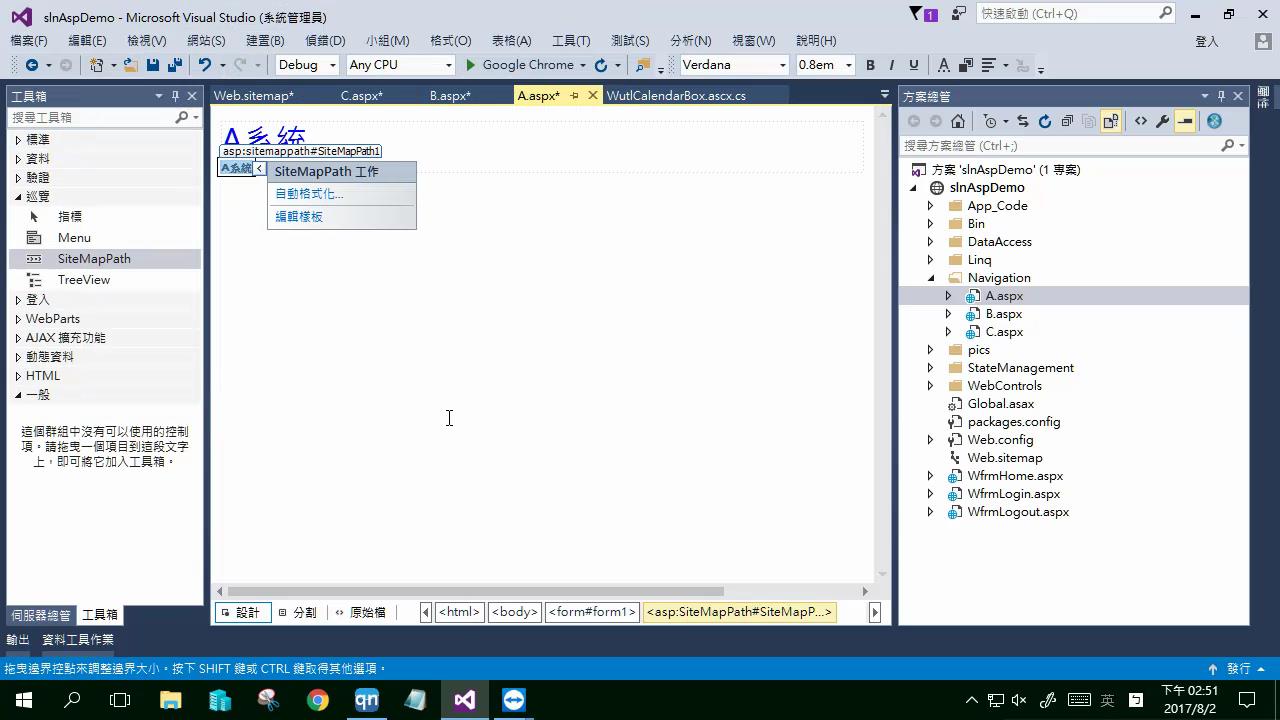 slnAspDemo - Microsoft Visual Studio (系統管理員)
1
快速啟動 (Ctrl+Q)
檔案(F) 編輯(E) 檢視(V) 網站(S) 建置(B) 偵錯(D) 小組(M) 格式(O) 表格(A) 工具(T) 測試(S) 分析(N) 視窗(W) 說明(H) 登入
Debug Any CPU Google Chrome Verdana 0.8em B I U A
工具箱
搜尋工具箱
標準
資料
驗證
巡覽
指標
Menu
SiteMapPath
TreeView
登入
WebParts
AJAX 擴充功能
動態資料
HTML
一般
這個群組中沒有可以使用的控制
項。請拖曳一個項目到這段文字
上，即可將它加入工具箱。
伺服器總管 工具箱
Web.sitemap* C.aspx* B.aspx* A.aspx* WutlCalendarBox.ascx.cs
A系統
asp:sitemappath#SiteMapPath1
A系統
SiteMapPath 工作
自動格式化...
編輯樣板
設計 分割 原始檔 <html> <body> <form#form1> <asp:SiteMapPath#SiteMapP...>
方案總管
搜尋方案總管 (Ctrl+;)
方案 'slnAspDemo' (1 專案)
slnAspDemo
App_Code
Bin
DataAccess
Linq
Navigation
A.aspx
B.aspx
C.aspx
pics
StateManagement
WebControls
Global.asax
packages.config
Web.config
Web.sitemap
WfrmHome.aspx
WfrmLogin.aspx
WfrmLogout.aspx
輸出 資料工具作業
拖曳邊界控點來調整邊界大小。按下 SHIFT 鍵或 CTRL 鍵取得其他選項。 發行
qn
英
下午 02:51
2017/8/2